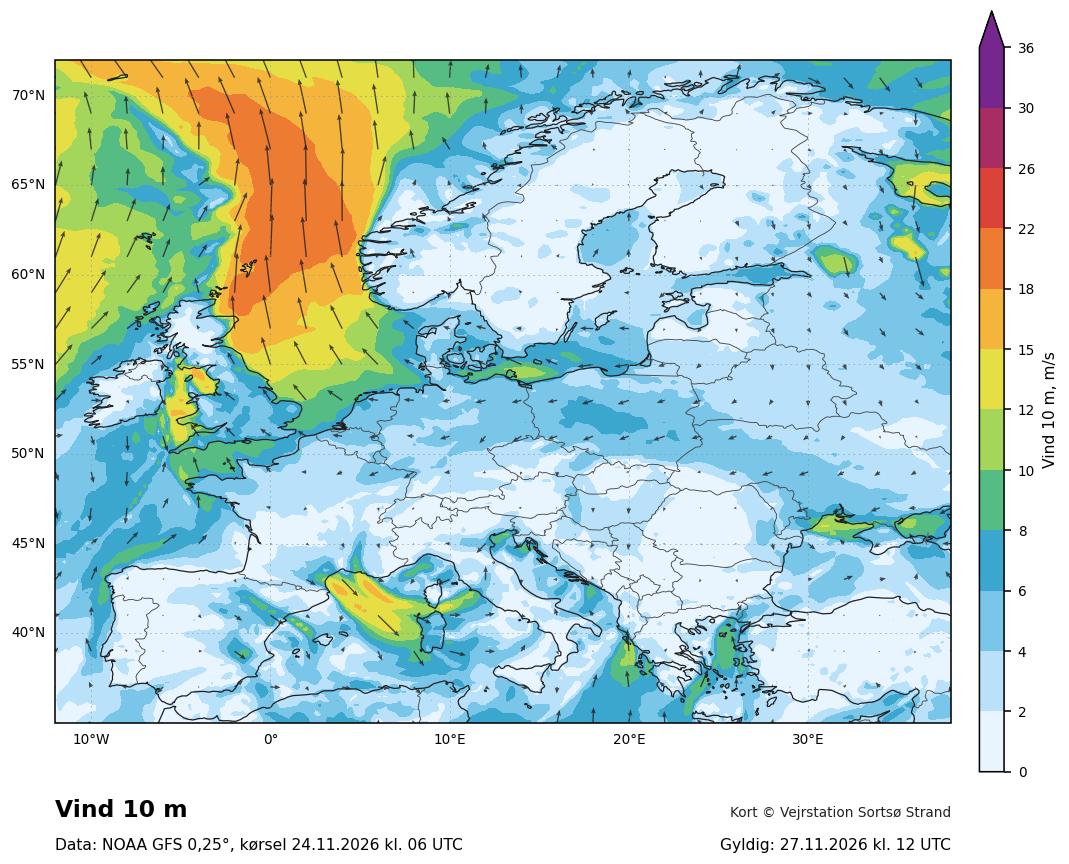 36
30
26
22
18
15
12
10
8
6
4
2
0
Vind 10 m, m/s
70°N
65°N
60°N
55°N
50°N
45°N
40°N
10°W
0°
10°E
20°E
30°E
Vind 10 m
Kort © Vejrstation Sortsø Strand
Data: NOAA GFS 0,25°, kørsel 24.11.2026 kl. 06 UTC
Gyldig: 27.11.2026 kl. 12 UTC